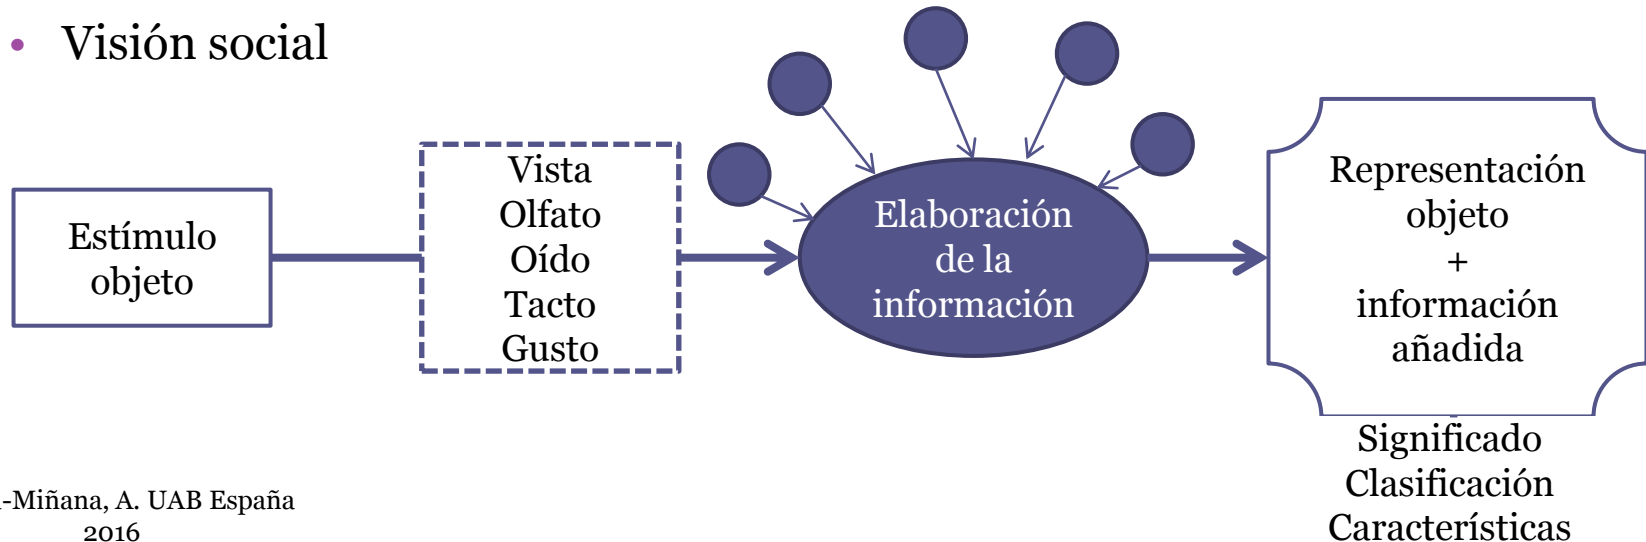 • Visión social
Estímulo
objeto
Vista
Olfato
Oído
Tacto
Gusto
Elaboración
de la
información
Representación
objeto
+
información
añadida
Significado
Clasificación
Características
-Miñana, A. UAB España
2016